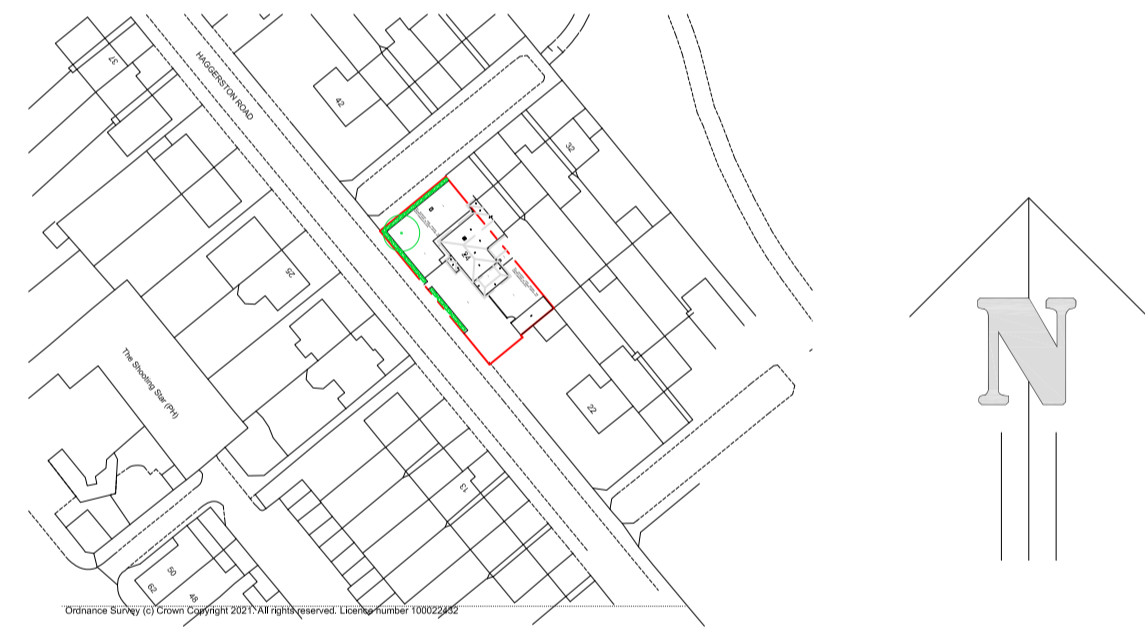 37
HAGGERSTON ROAD
42
32
34
25
The Shooting Star (PH)
22
13
50
62
48
Ordnance Survey (c) Crown Copyright 2021. All rights reserved. Licence number 100022432
N